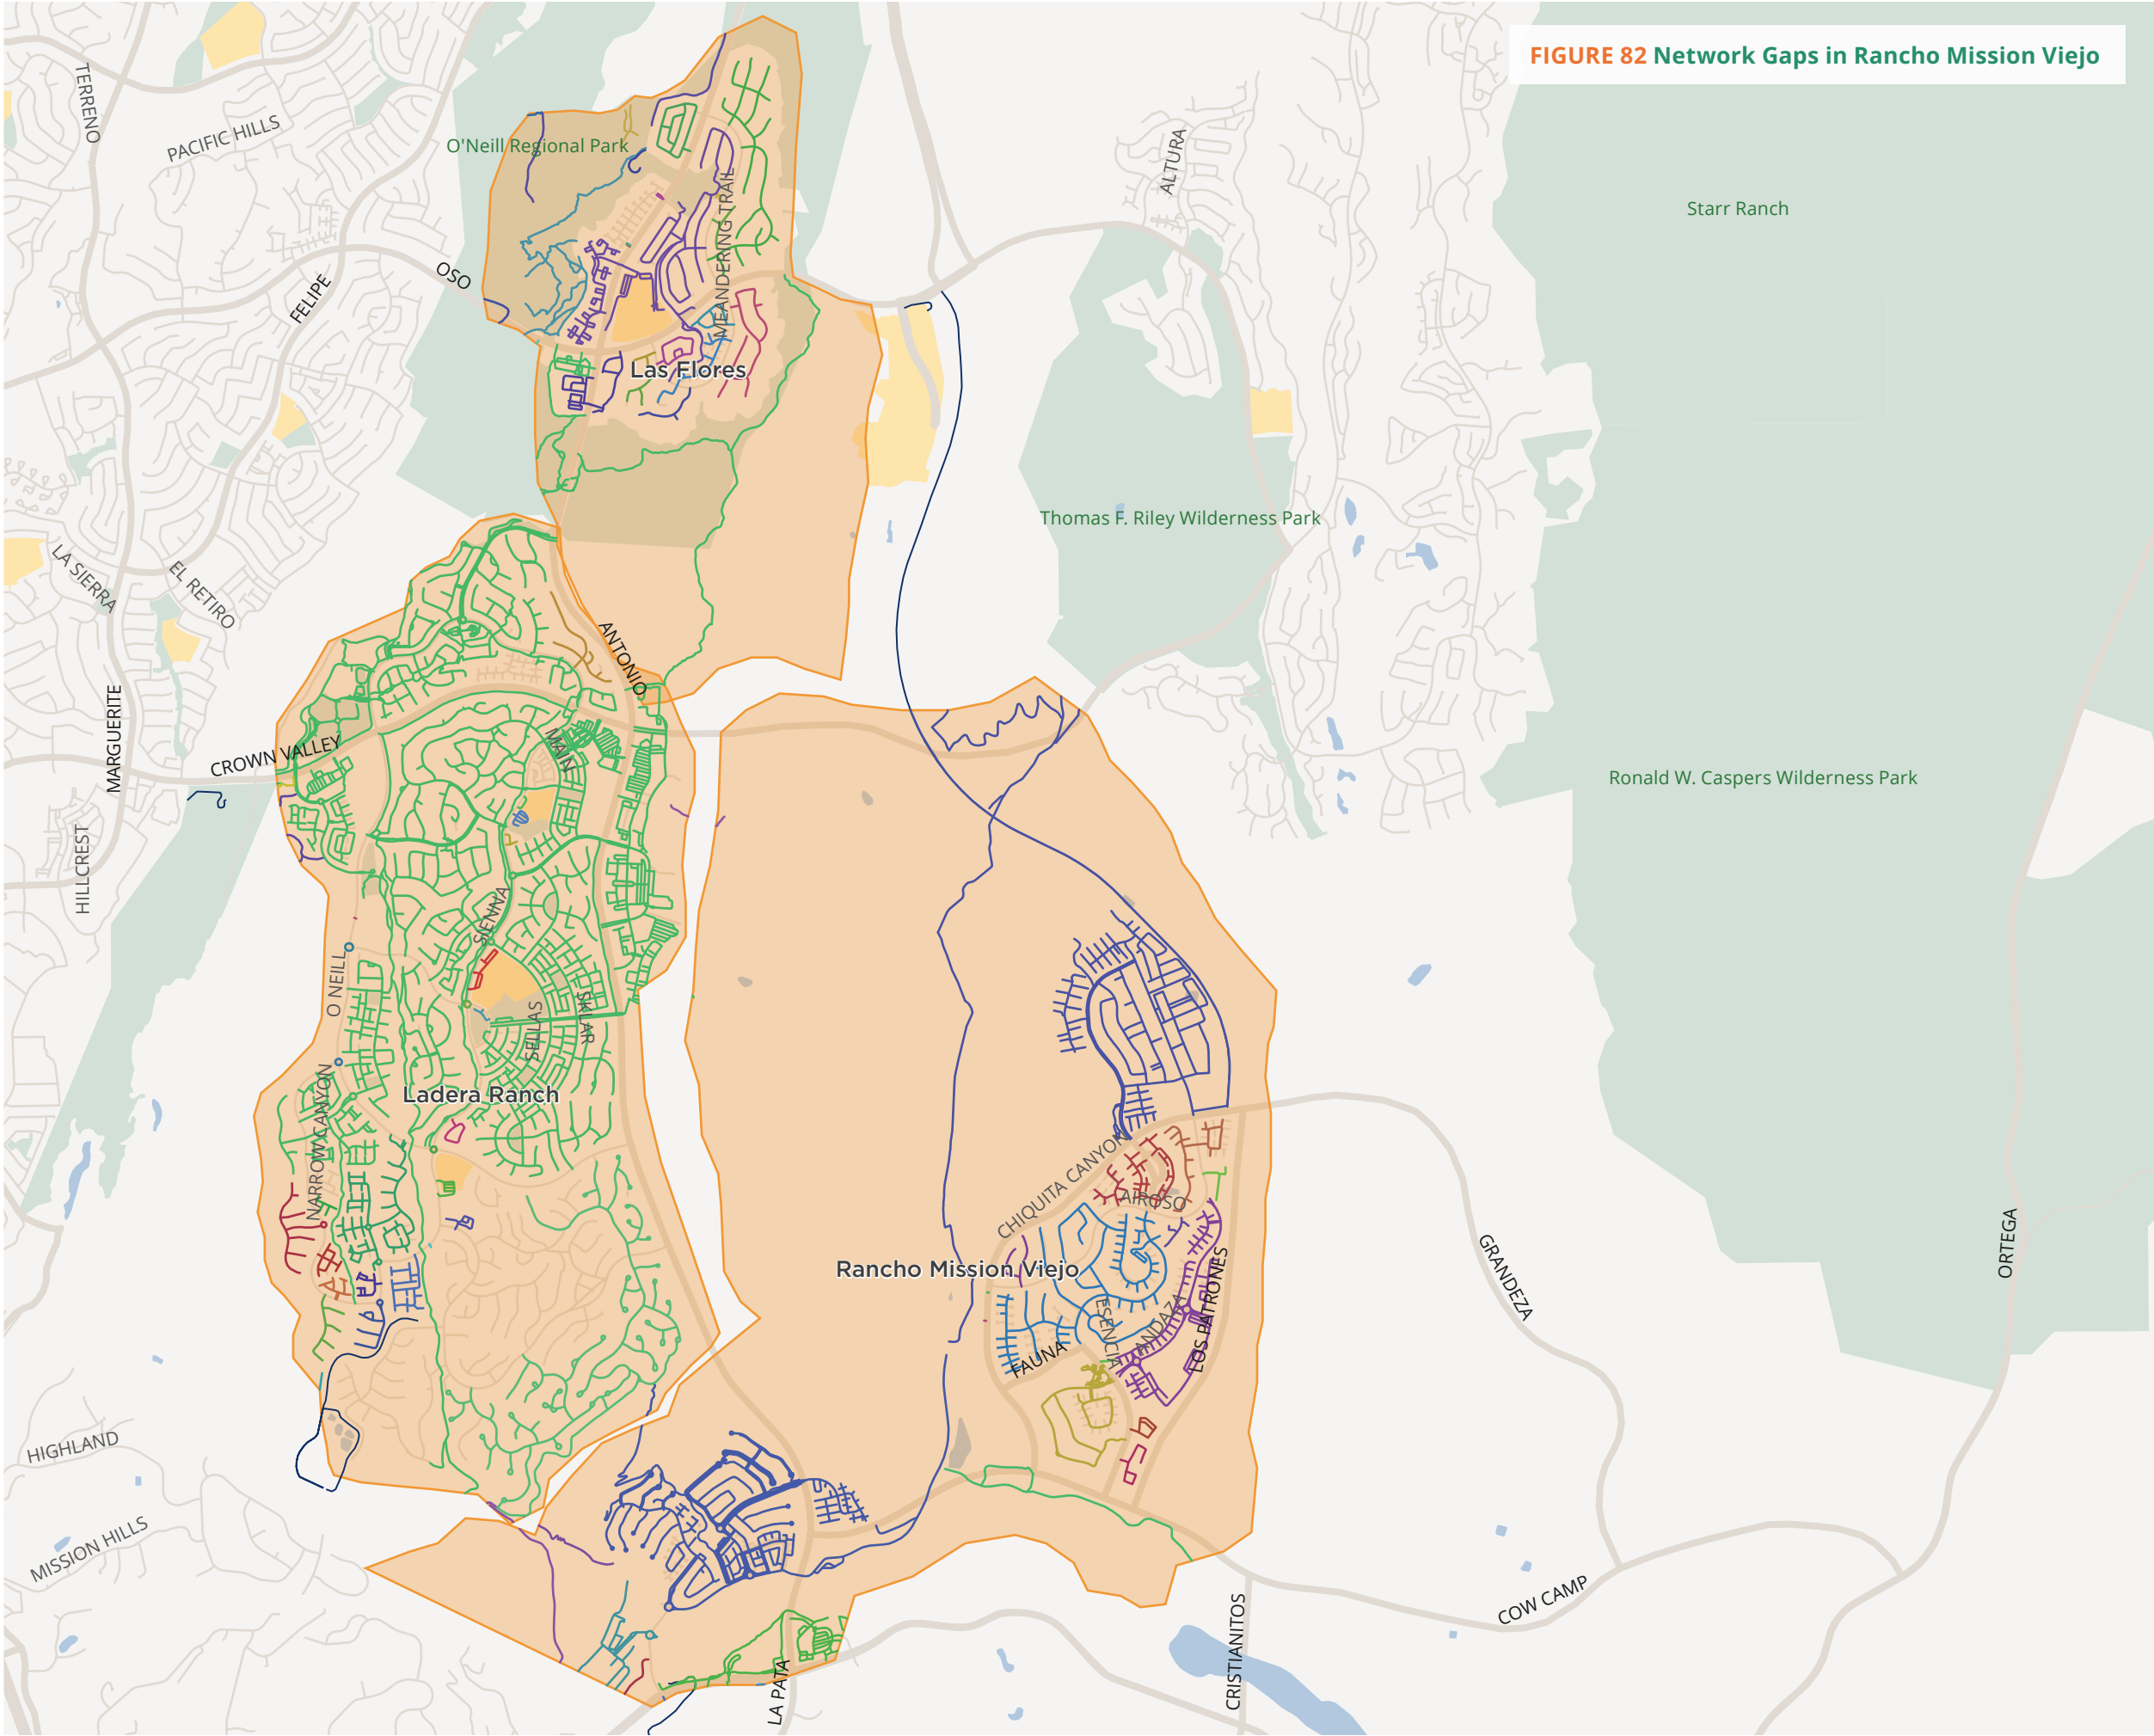 FIGURE 82 Network Gaps in Rancho Mission Viejo
TERRENO
PACIFIC HILLS
O'Neill Regional Park
ALTURA
Starr Ranch
MEANDERING TRAIL
OSO
FELIPE
Las Flores
Thomas F. Riley Wilderness Park
LA SIERRA
EL RETIRO
ANTONIO
MARGUERITE
CROWN VALLEY
MAIN
Ronald W. Caspers Wilderness Park
HILLCREST
SIENNA
O NEILL
SELLAS
SKLAR
Ladera Ranch
NARROW CANYON
CHIQUITA CANYON
AIROSO
Rancho Mission Viejo
GRANDEZA
ORTEGA
ESENCIA
ANDAZA
LOS PATRONES
FAUNA
HIGHLAND
MISSION HILLS
COW CAMP
CRISTIANITOS
LA PATA